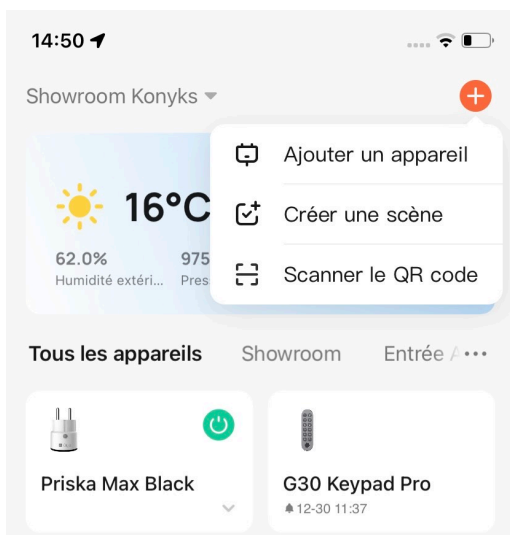 14:50
Showroom Konyks
Ajouter un appareil
16°C
Créer une scène
62.0%
975
Humidité extéri...
Pres
Scanner le QR code
Tous les appareils
Showroom
Entrée
Priska Max Black
G30 Keypad Pro
12-30 11:37